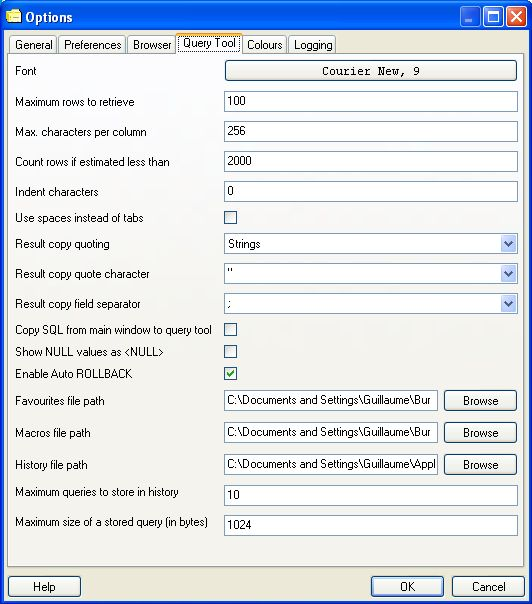 Options
General Preferences Browser Query Tool Colours Logging
Font Courier New, 9
Maximum rows to retrieve 100
Max. characters per column 256
Count rows if estimated less than 2000
Indent characters 0
Use spaces instead of tabs
Result copy quoting Strings
Result copy quote character "
Result copy field separator ;
Copy SQL from main window to query tool
Show NULL values as <NULL>
Enable Auto ROLLBACK
Favourites file path C:\Documents and Settings\Guillaume\Bur Browse
Macros file path C:\Documents and Settings\Guillaume\Bur Browse
History file path C:\Documents and Settings\Guillaume\Appl Browse
Maximum queries to store in history 10
Maximum size of a stored query (in bytes) 1024
Help OK Cancel